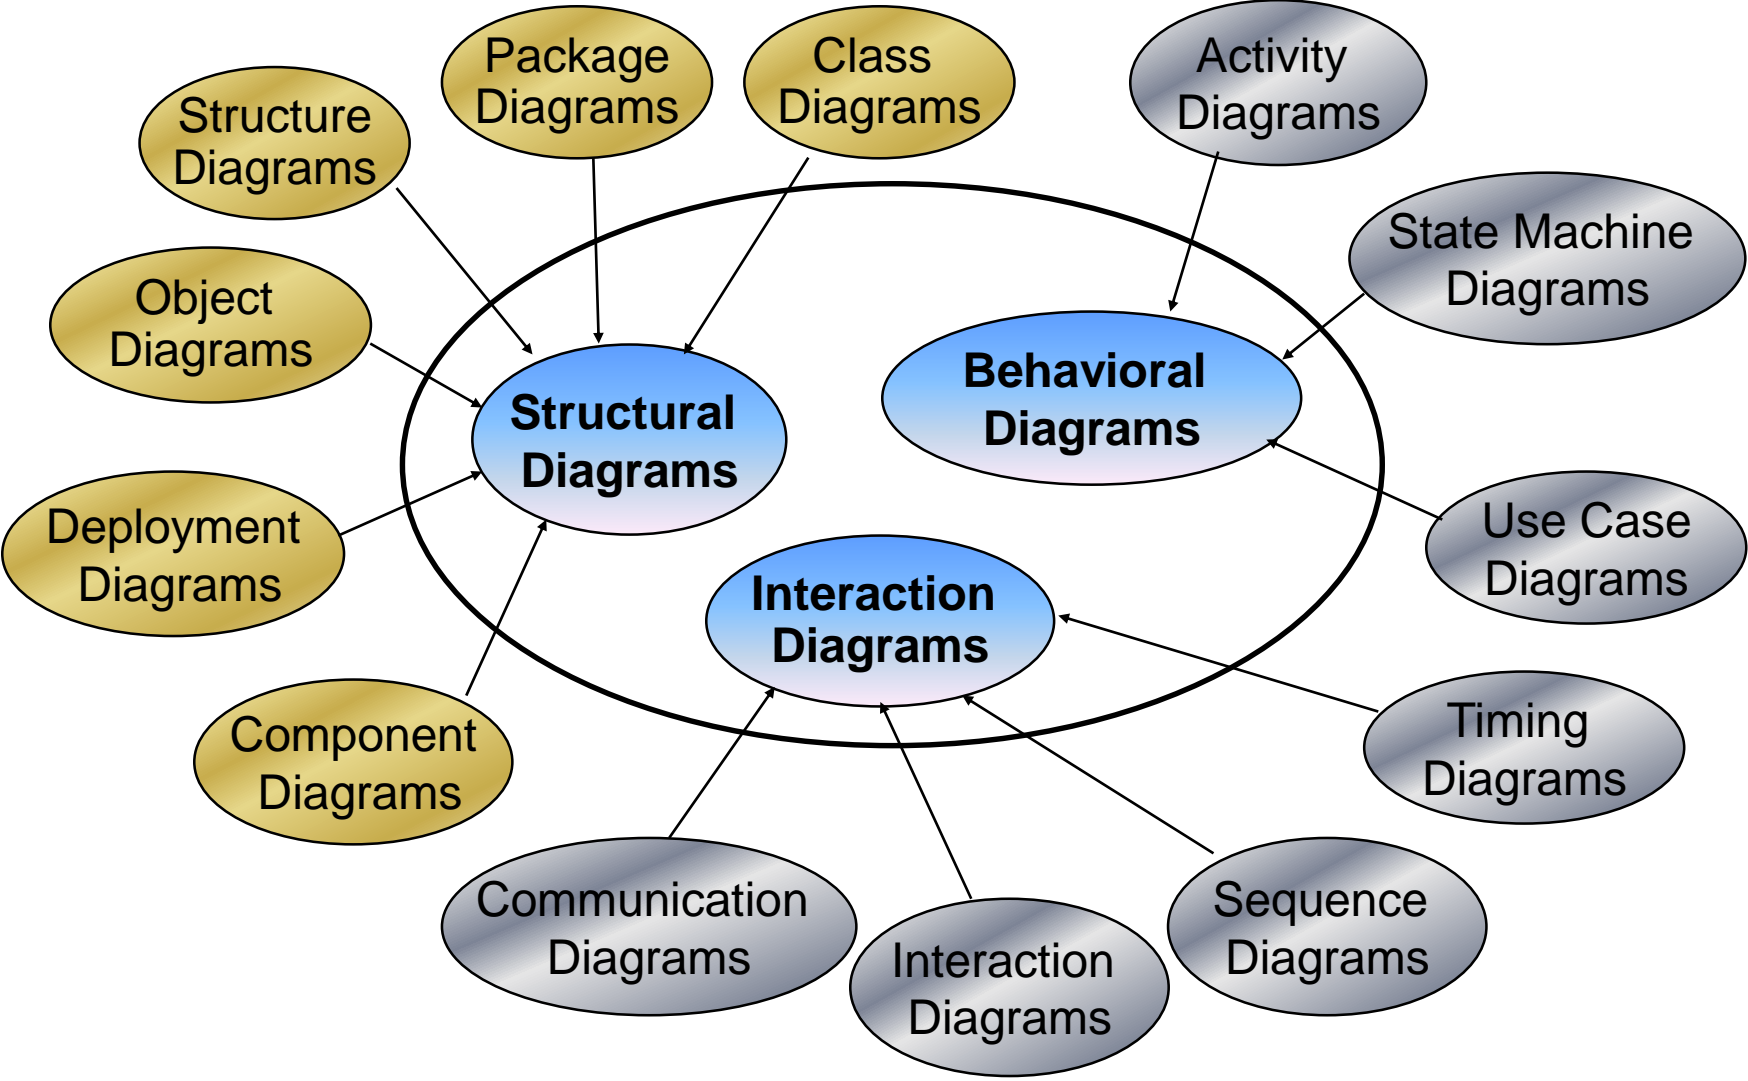 Package
Diagrams
Class
Diagrams
Activity
Diagrams
Structure
Diagrams
State Machine
Diagrams
Object
Diagrams
Behavioral
Diagrams
Structural
Diagrams
Deployment
Diagrams
Use Case
Diagrams
Interaction
Diagrams
Component
Diagrams
Timing
Diagrams
Communication
Diagrams
Interaction
Diagrams
Sequence
Diagrams